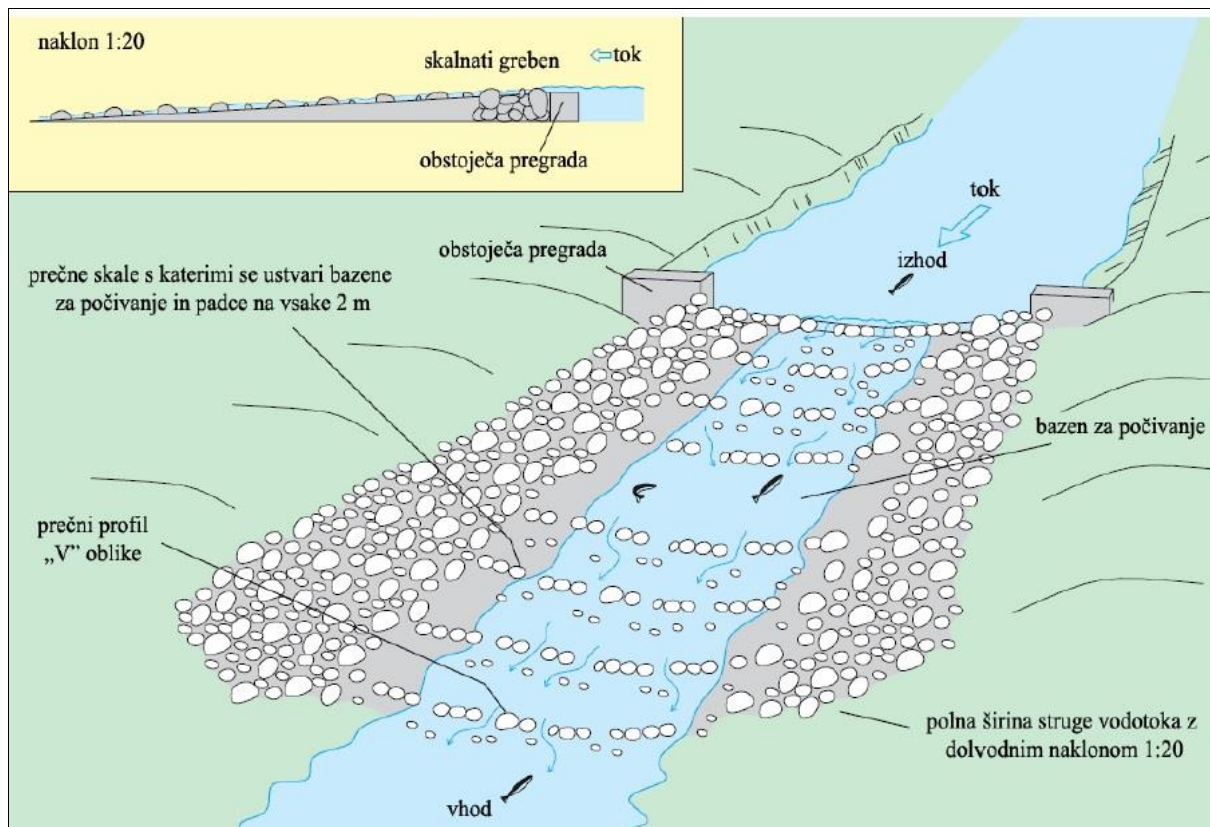 naklon 1:20
skalnati greben
tok
obstoječa pregrada
tok
obstoječa pregrada
izhod
prečne skale s katerimi se ustvari bazene
za počivanje in padce na vsake 2 m
bazen za počivanje
prečni profil
„V” oblike
polna širina struge vodotoka z
dolvodnim naklonom 1:20
vhod